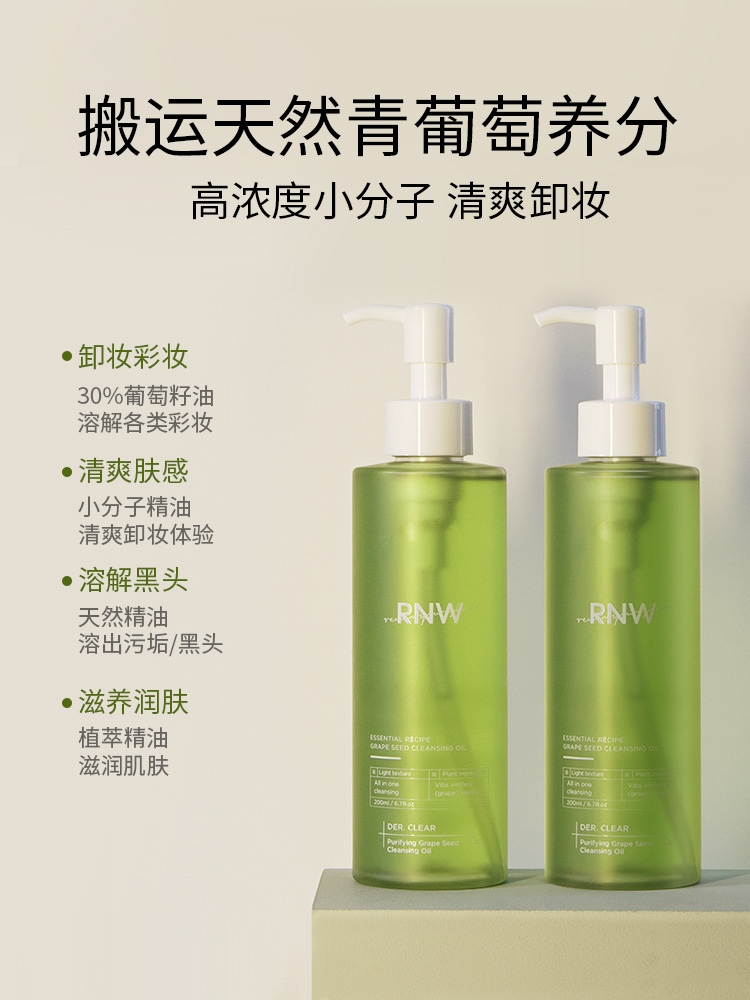 搬运天然青葡萄养分
高浓度小分子 清爽卸妆
卸妆彩妆
30%葡萄籽油
溶解各类彩妆
清爽肤感
小分子精油
清爽卸妆体验
溶解黑头
天然精油
溶出污垢/黑头
滋养润肤
植萃精油
滋润肌肤
RNW
ESSENTIAL RECIPE
GRAPE SEED CLEANSING OIL
Light texture
All in one
cleansing
200ml / 6.7fl oz
DER. CLEAR
Purifying Grape Seed
Cleansing Oil
RNW
ESSENTIAL RECIPE
GRAPE SEED CLEANSING OIL
Light texture
All in one
cleansing
200ml / 6.7fl oz
DER. CLEAR
Purifying Grape Seed
Cleansing Oil